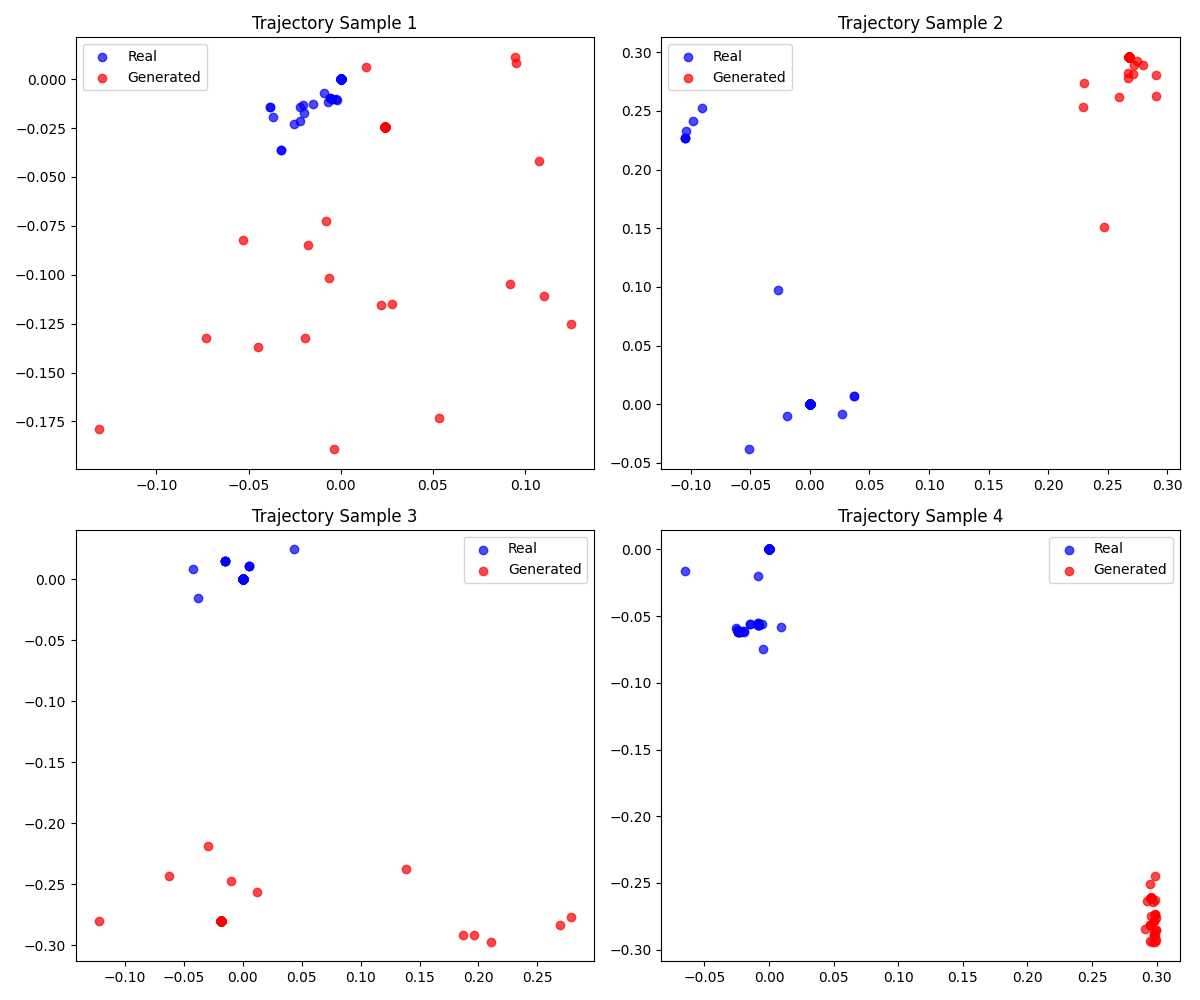 Trajectory Sample 1
Real
Generated
0.000
−0.025
−0.050
−0.075
−0.100
−0.125
−0.150
−0.175
−0.10 −0.05 0.00 0.05 0.10
Trajectory Sample 2
Real
Generated
0.30
0.25
0.20
0.15
0.10
0.05
0.00
−0.05
−0.10 −0.05 0.00 0.05 0.10 0.15 0.20 0.25 0.30
Trajectory Sample 3
Real
Generated
0.00
−0.05
−0.10
−0.15
−0.20
−0.25
−0.30
−0.10 −0.05 0.00 0.05 0.10 0.15 0.20 0.25
Trajectory Sample 4
Real
Generated
0.00
−0.05
−0.10
−0.15
−0.20
−0.25
−0.30
−0.05 0.00 0.05 0.10 0.15 0.20 0.25 0.30